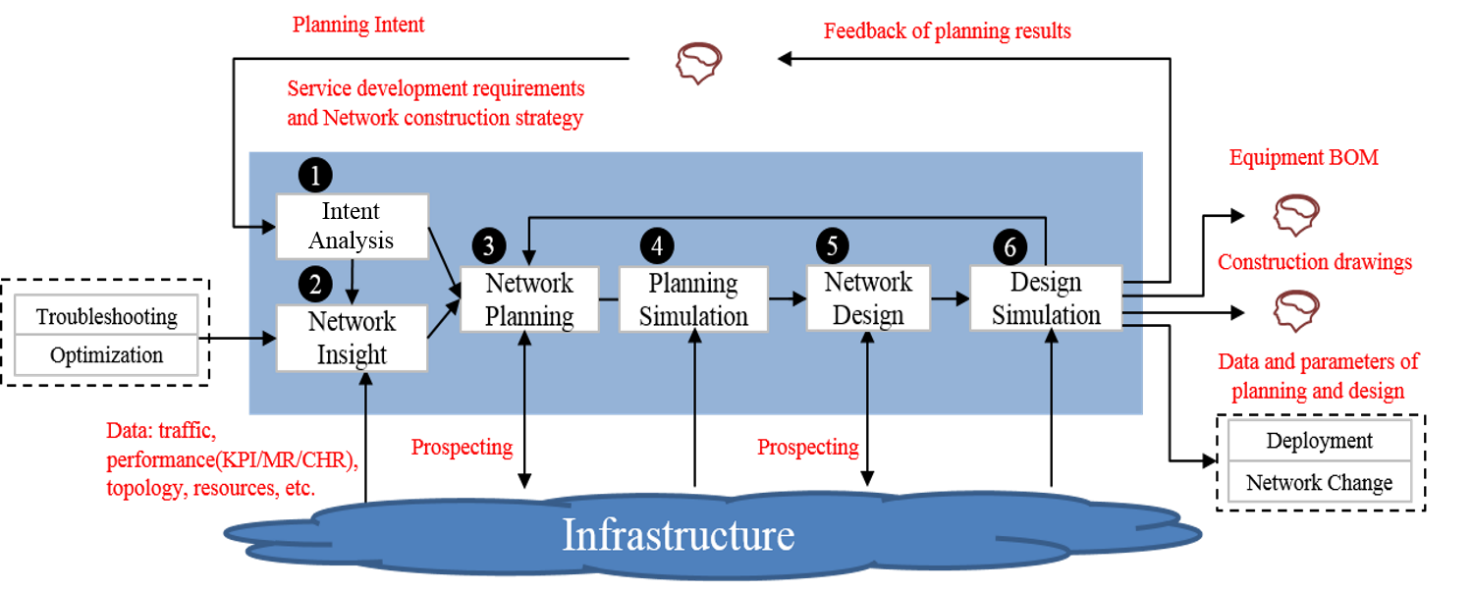 Planning Intent
Feedback of planning results
Service development requirements
and Network construction strategy
Equipment BOM
1
Intent
Analysis
Construction drawings
2
Network
Insight
3
Network
Planning
4
Planning
Simulation
5
Network
Design
6
Design
Simulation
Troubleshooting
Optimization
Data and parameters of
planning and design
Data: traffic,
performance(KPI/MR/CHR),
topology, resources, etc.
Prospecting
Prospecting
Deployment
Network Change
Infrastructure